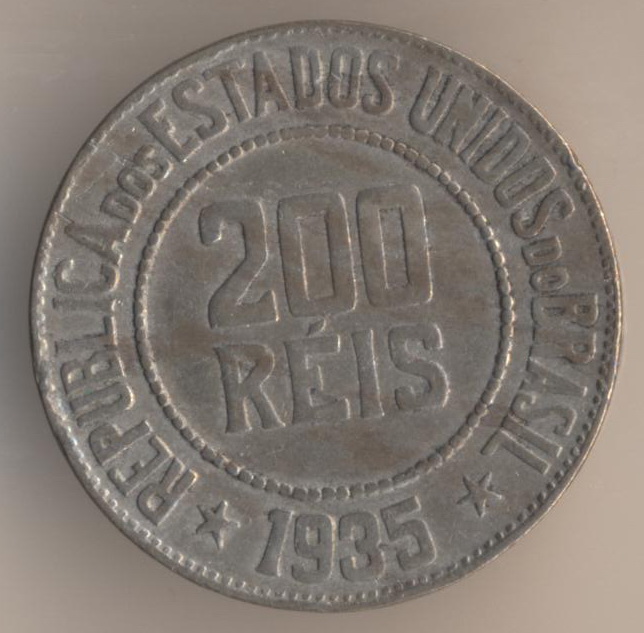 REPUBLICA DOS ESTADOS UNIDOS DO BRASIL
200
RÉIS
1935